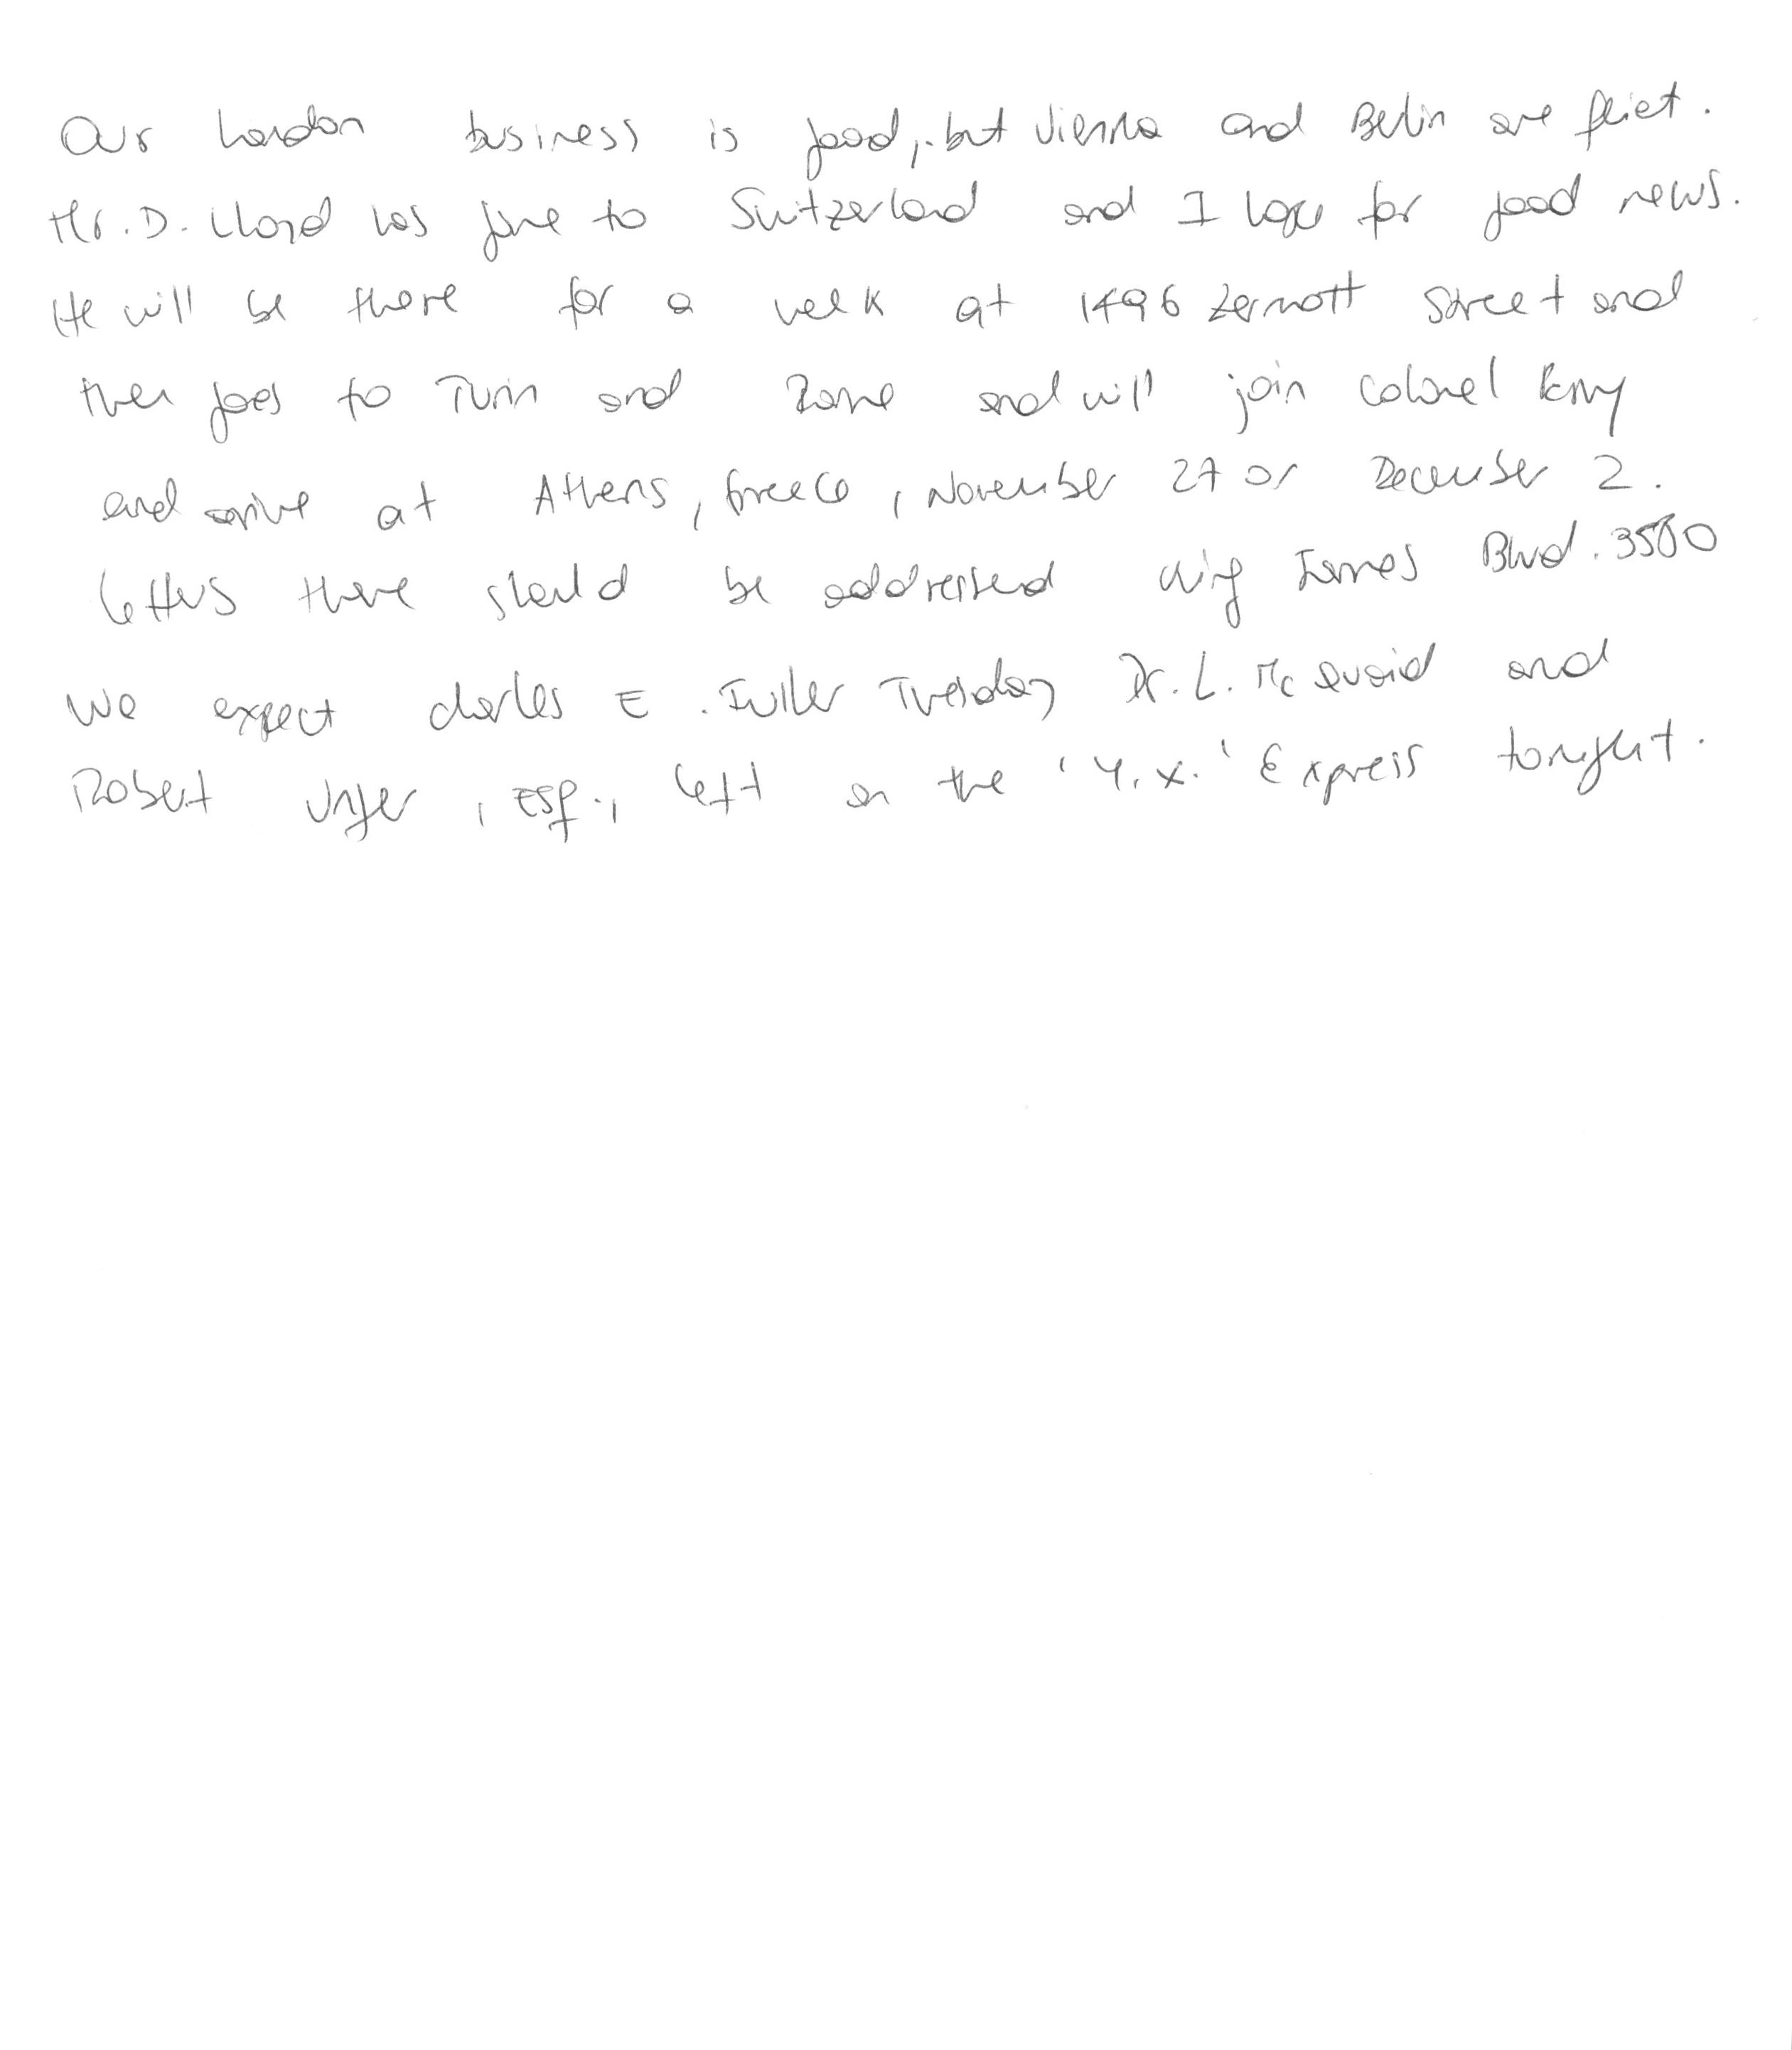 Our London business is good, but Vienna and Berlin are quiet.
Mr. D. Lloyd has gone to Switzerland and I hope for good news.
He will be there for a week at 1496 Zermott Street and
then goes to Turin and Rome and will join Colonel Perry
and arrive at Athens, Greece, November 27 or December 2.
Letters there should be addressed King James Blvd. 3580
We expect Charles E. Fuller Tuesday Dr. L. Mc Quaid and
Robert Unger, Esq., left on the 'Y.X.' Express tonight.